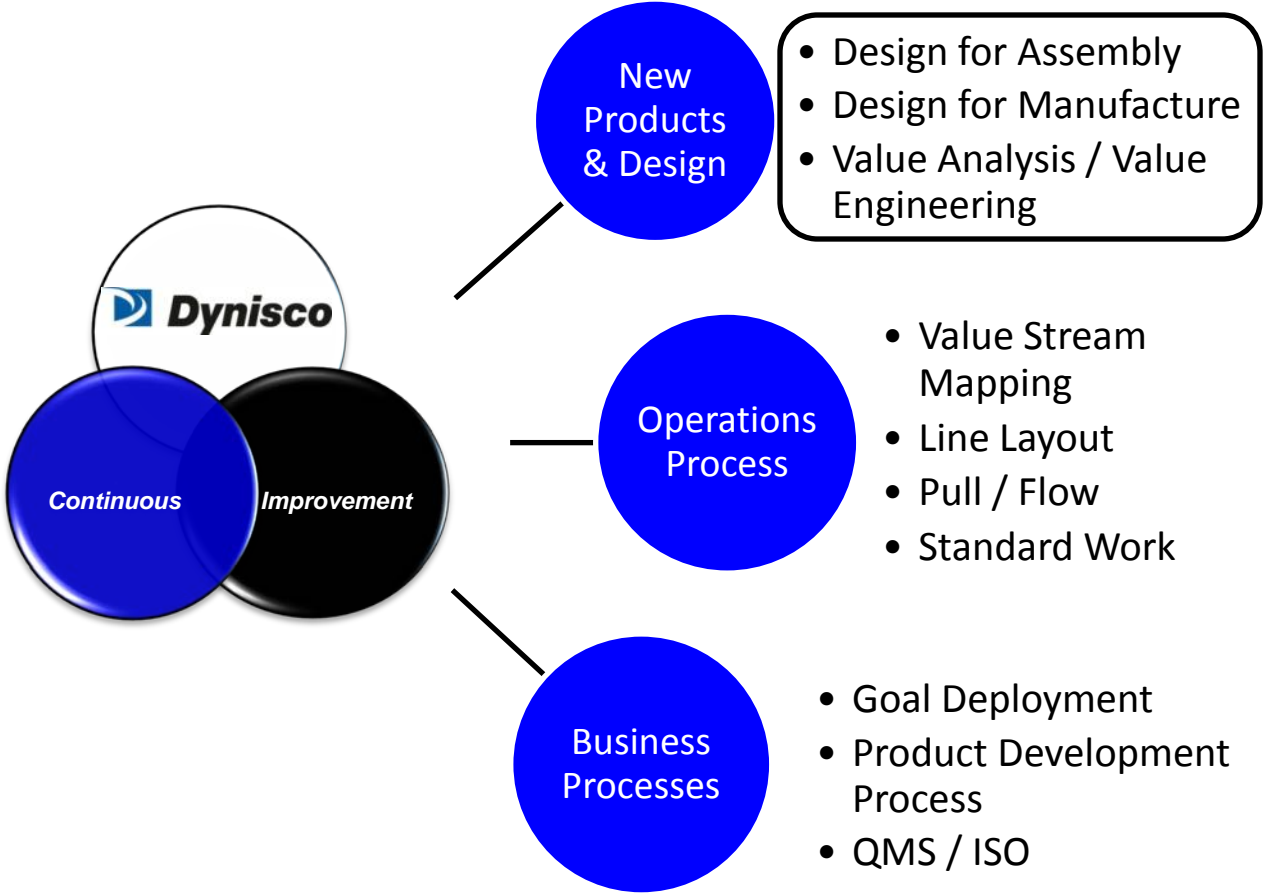 New
Products
& Design
• Design for Assembly
• Design for Manufacture
• Value Analysis / Value
Engineering
Dynisco
Continuous
Improvement
Operations
Process
• Value Stream
Mapping
• Line Layout
• Pull / Flow
• Standard Work
Business
Processes
• Goal Deployment
• Product Development
Process
• QMS / ISO